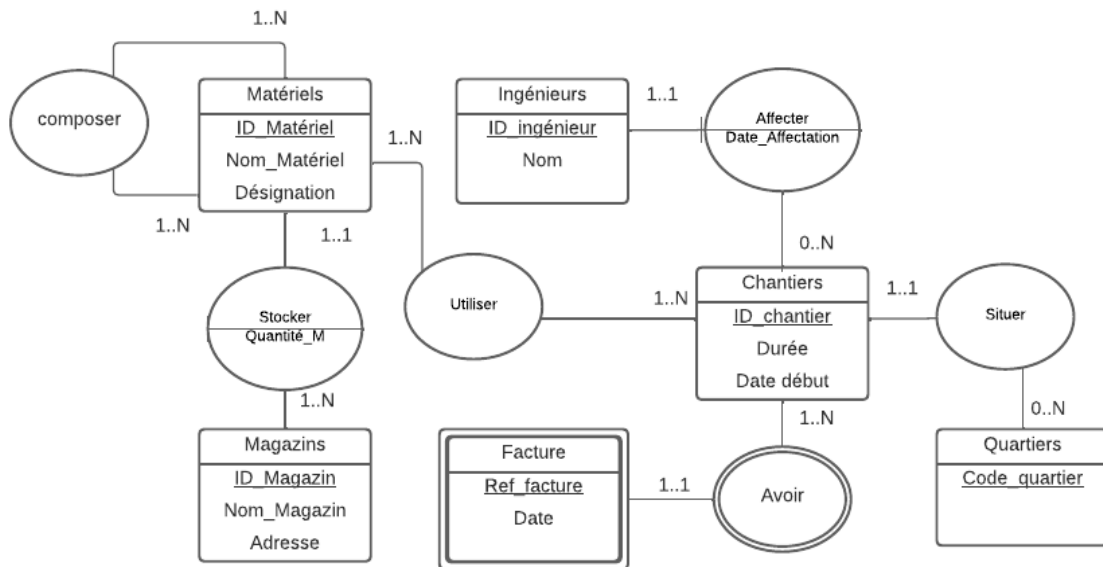 1..N
composer
Matériels
ID_Matériel
Nom_Matériel
Désignation
1..N
1..N
1..1
Ingénieurs
ID_ingénieur
Nom
1..1
Affecter
Date_Affectation
0..N
Stocker
Quantité_M
1..N
Utiliser
1..N
Chantiers
ID_chantier
Durée
Date début
1..1
Situer
1..N
0..N
Magazins
ID_Magazin
Nom_Magazin
Adresse
Facture
Ref_facture
Date
1..1
Avoir
Quartiers
Code_quartier